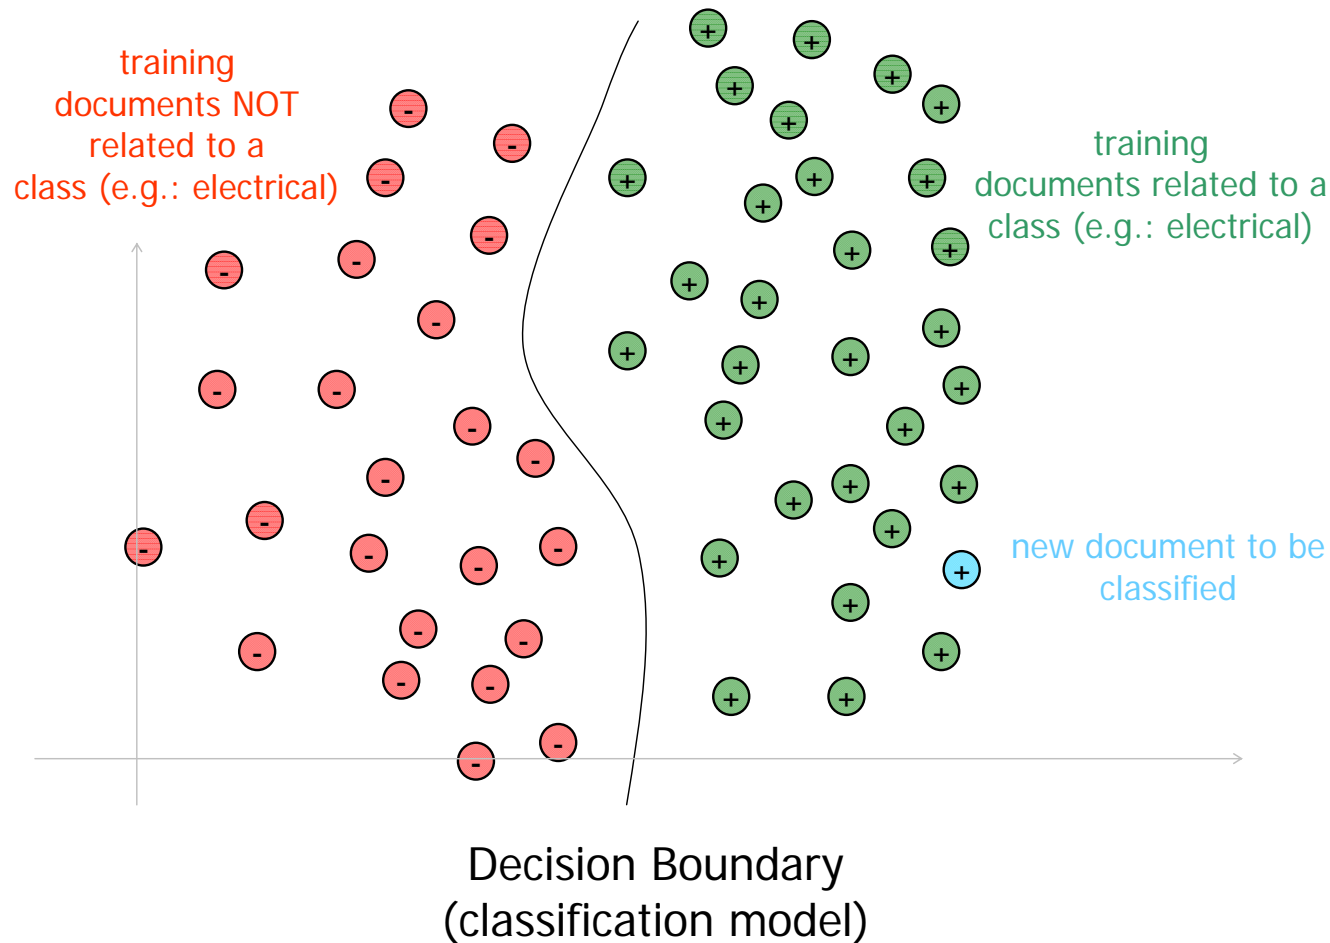 training
documents NOT
related to a
class (e.g.: electrical)
training
documents related to a
class (e.g.: electrical)
new document to be
classified
Decision Boundary
(classification model)